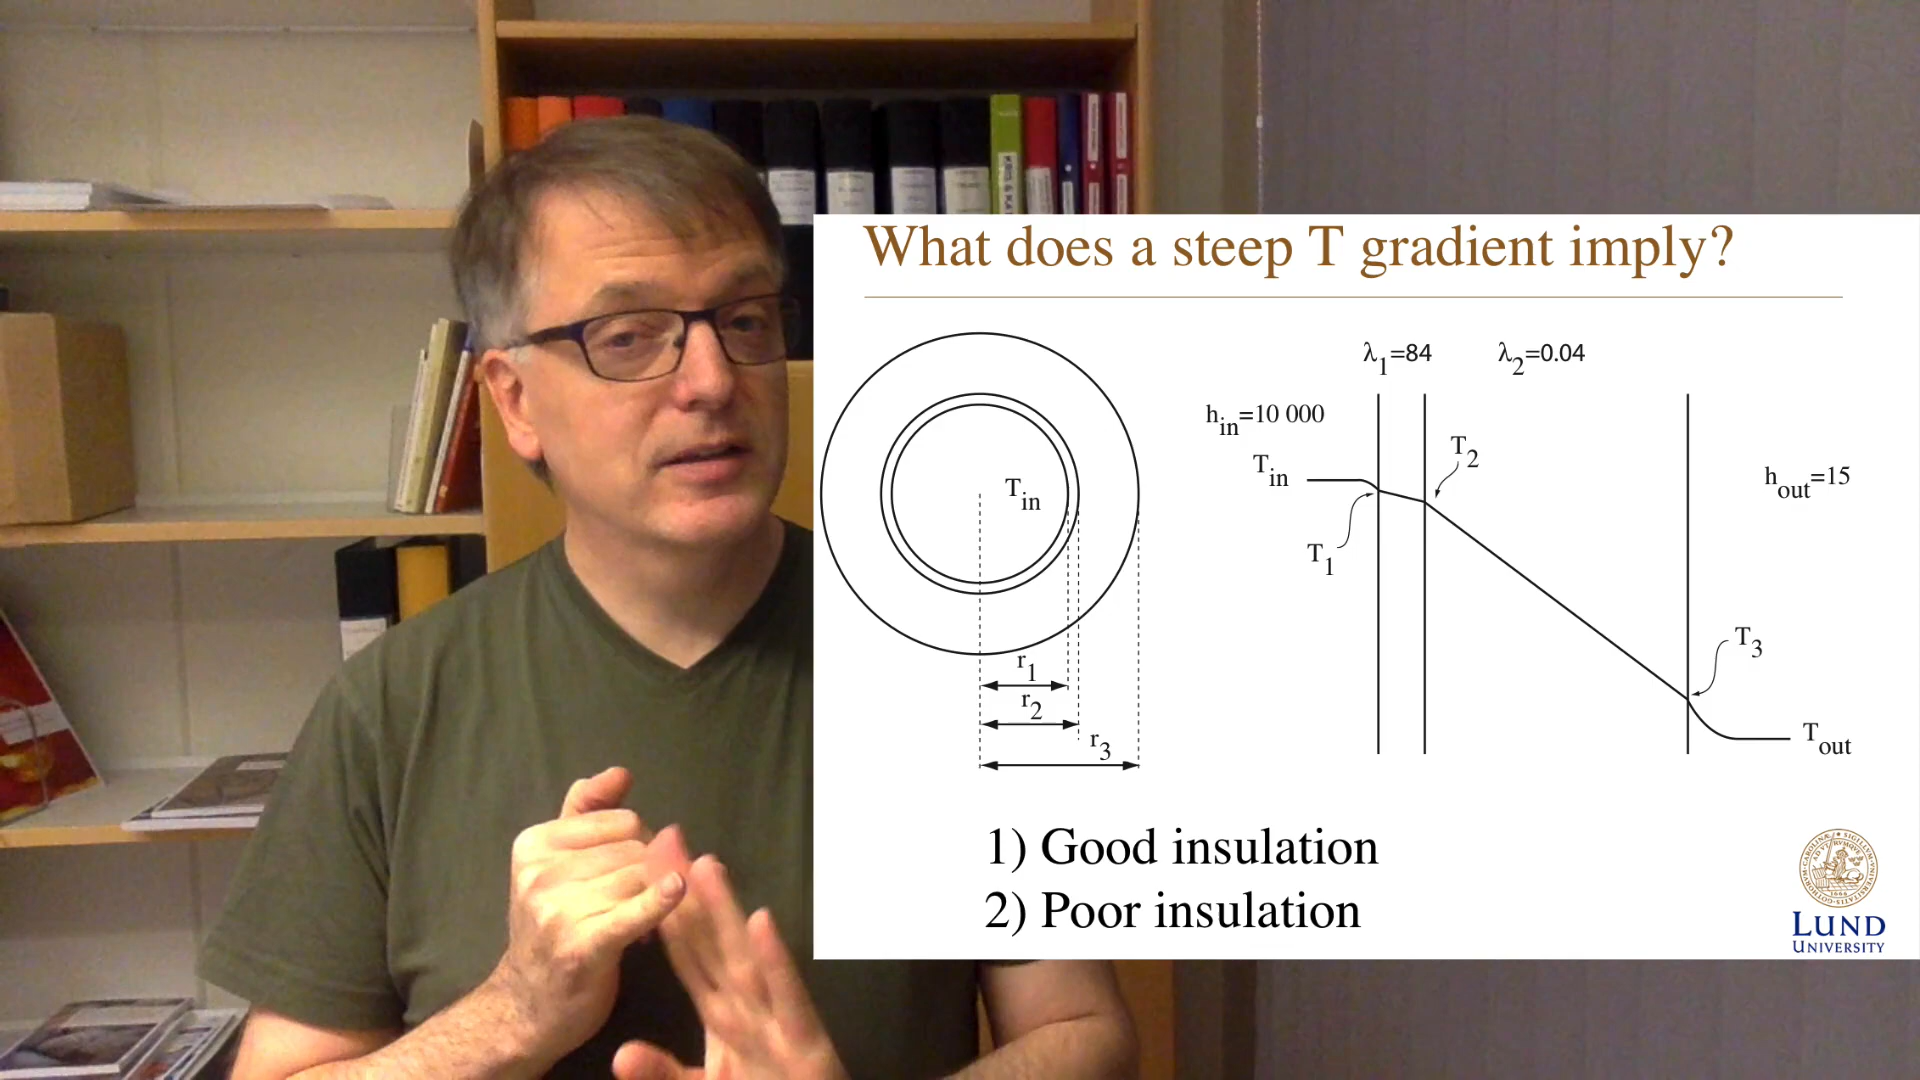 What does a steep T gradient imply?
λ1=84
λ2=0.04
hin=10 000
Tin
T2
hout=15
T1
T3
Tout
Tin
r1
r2
r3
1) Good insulation
2) Poor insulation
LUND
UNIVERSITY